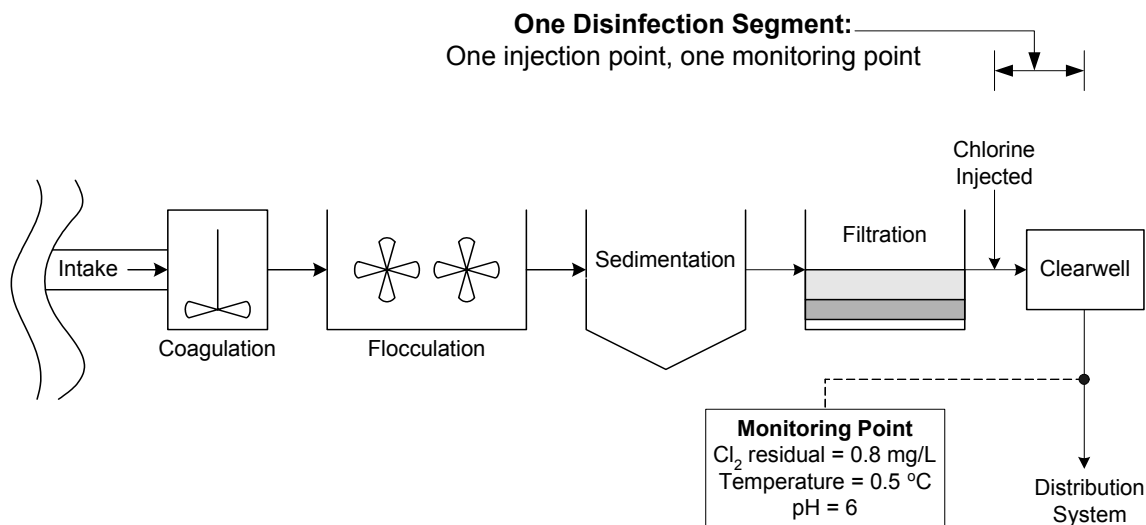 One Disinfection Segment:
One injection point, one monitoring point
Chlorine
Injected
Intake
Coagulation
Flocculation
Sedimentation
Filtration
Clearwell
Monitoring Point
Cl₂ residual = 0.8 mg/L
Temperature = 0.5 ºC
pH = 6
Distribution
System